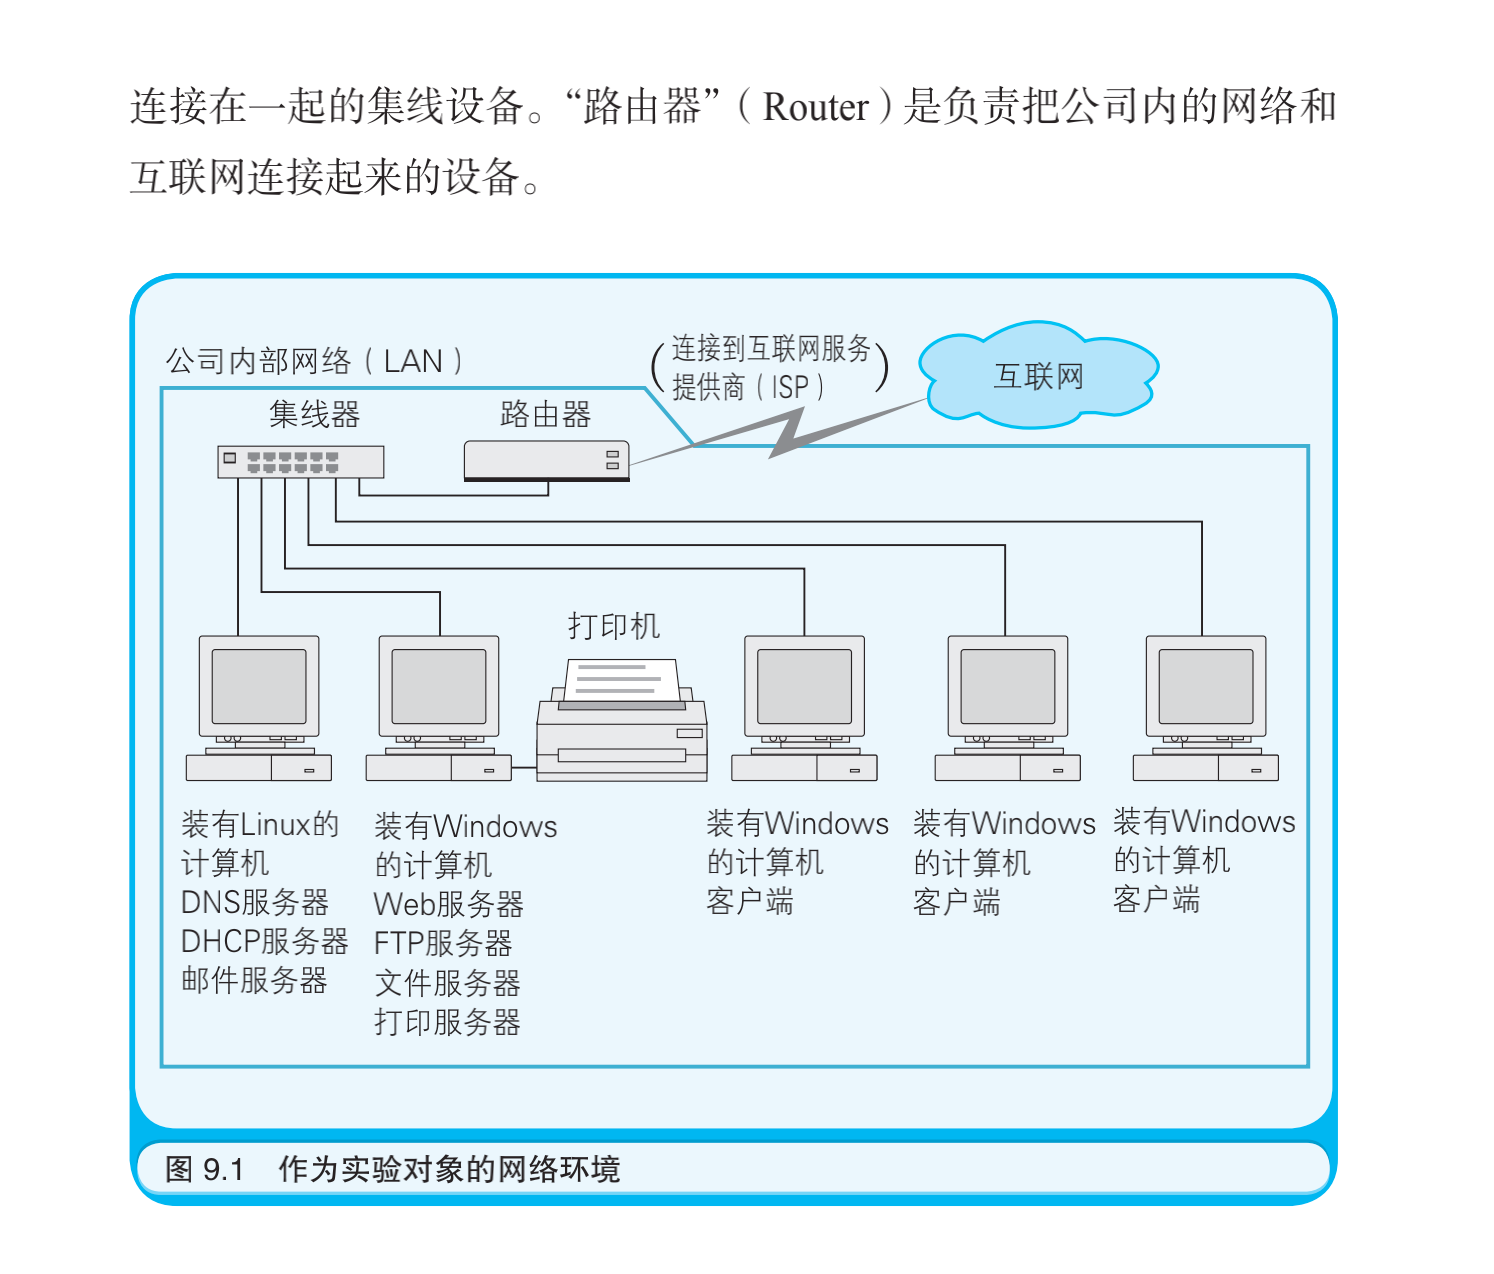 连接在一起的集线设备。“路由器”（Router）是负责把公司内的网络和
互联网连接起来的设备。
公司内部网络（LAN）
（连接到互联网服务
提供商（ISP））
互联网
集线器
路由器
打印机
装有Linux的
计算机
DNS服务器
DHCP服务器
邮件服务器
装有Windows
的计算机
Web服务器
FTP服务器
文件服务器
打印服务器
装有Windows
的计算机
客户端
装有Windows
的计算机
客户端
装有Windows
的计算机
客户端
图 9.1 作为实验对象的网络环境